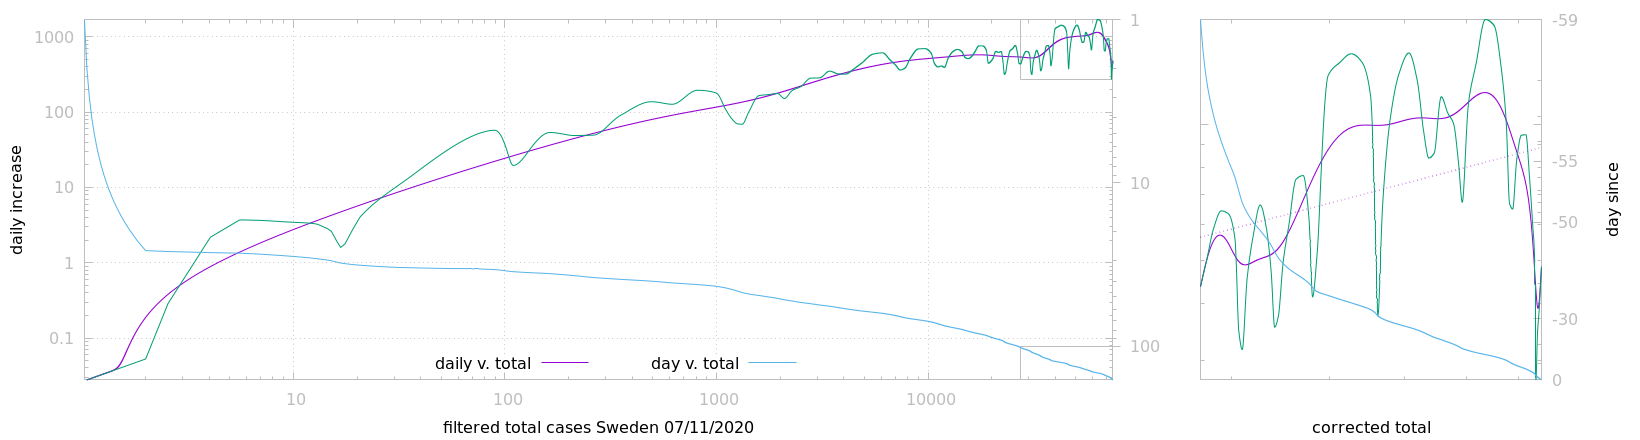 1000
100
10
1
0.1
daily increase
10
100
1000
10000
filtered total cases Sweden 07/11/2020
daily v. total
day v. total
1
10
100
-59
-55
-50
-30
0
day since
corrected total